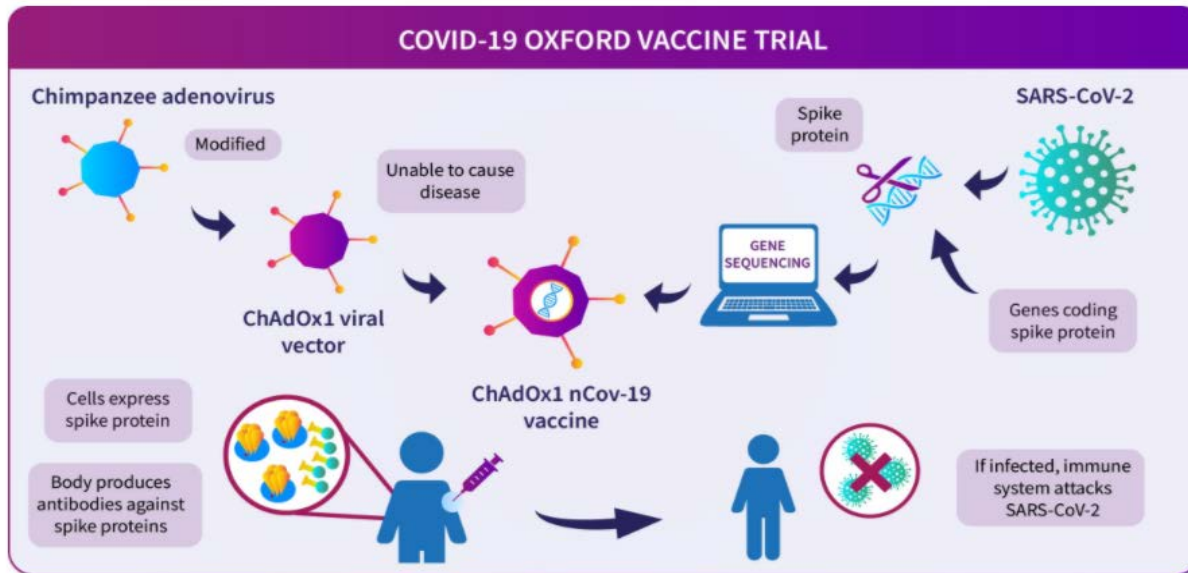 COVID-19 OXFORD VACCINE TRIAL
Chimpanzee adenovirus
Modified
Unable to cause
disease
Spike
protein
SARS-CoV-2
GENE
SEQUENCING
ChAdOx1 viral
vector
Genes coding
spike protein
ChAdOx1 nCov-19
vaccine
Cells express
spike protein
Body produces
antibodies against
spike proteins
If infected, immune
system attacks
SARS-CoV-2